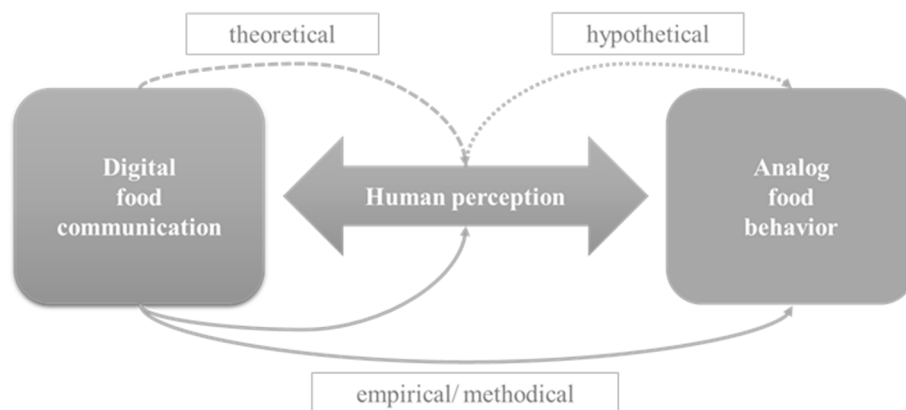 theoretical
hypothetical
Digital
food
communication
Human perception
Analog
food
behavior
empirical/ methodical